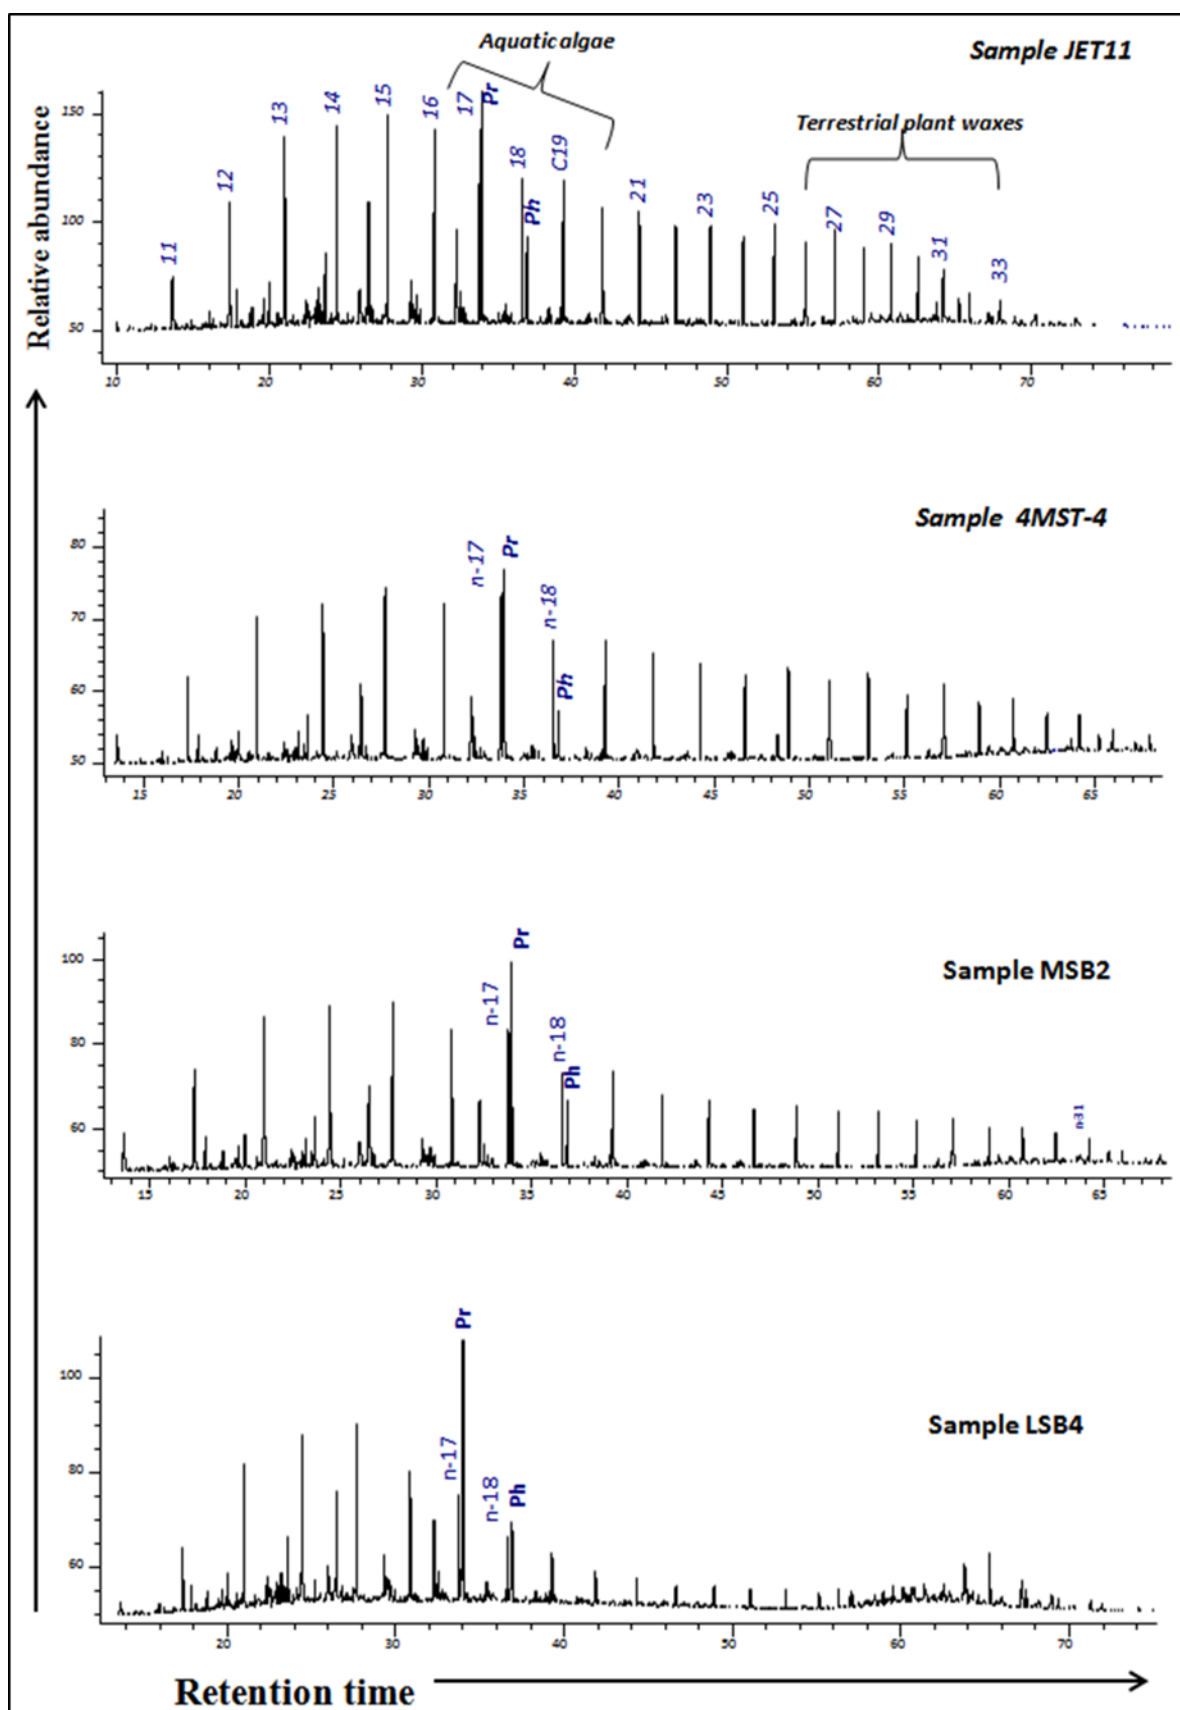 Aquatic algae
Sample JET11
Relative abundance
150
100
50
11
12
13
14
15
16
17
Pr
18
Ph
C19
21
23
25
Terrestrial plant waxes
27
29
31
33
10
20
30
40
50
60
70
Sample 4MST-4
80
70
60
50
n-17
Pr
n-18
Ph
15
20
25
30
35
40
45
50
55
60
65
Sample MSB2
100
80
60
n-17
Pr
n-18
Ph
n-31
15
20
25
30
35
40
45
50
55
60
65
Sample LSB4
100
80
60
n-17
Pr
n-18
Ph
20
30
40
50
60
70
Retention time